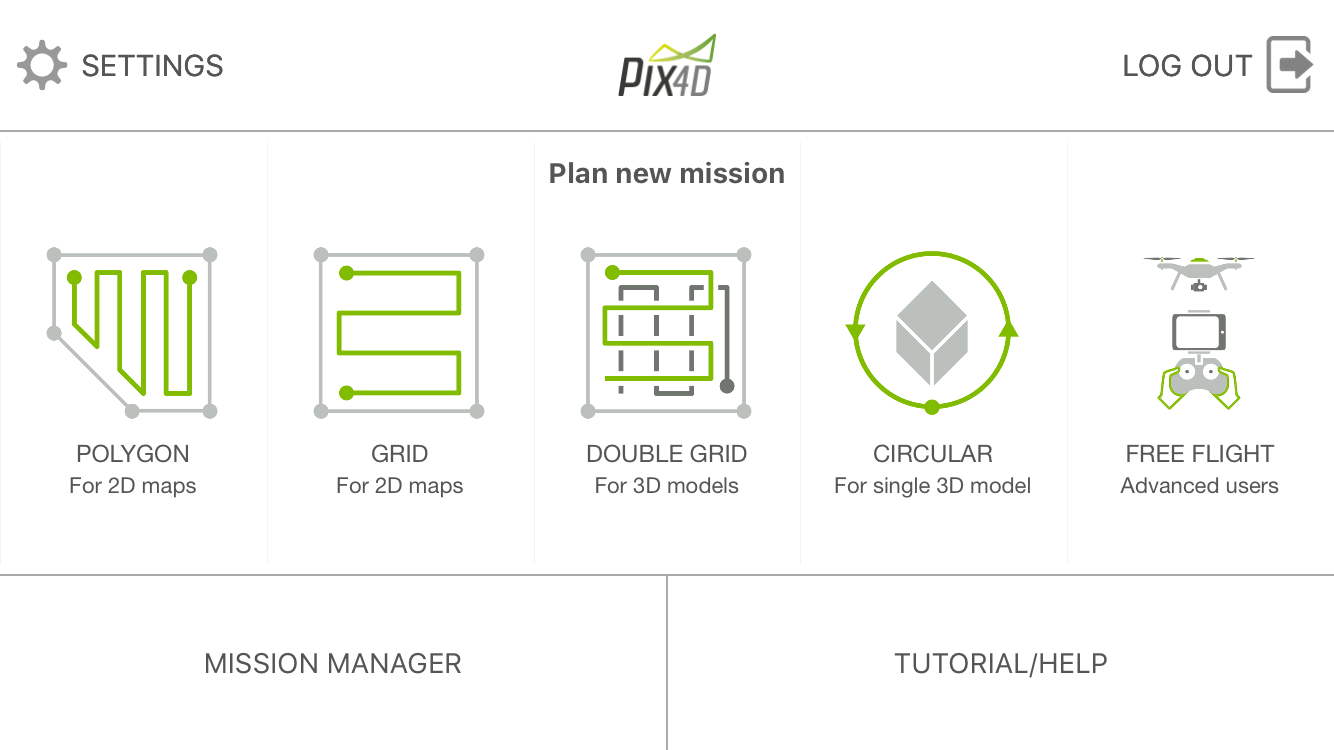 SETTINGS
PIX4D
LOG OUT
Plan new mission
POLYGON
For 2D maps
GRID
For 2D maps
DOUBLE GRID
For 3D models
CIRCULAR
For single 3D model
FREE FLIGHT
Advanced users
MISSION MANAGER
TUTORIAL/HELP